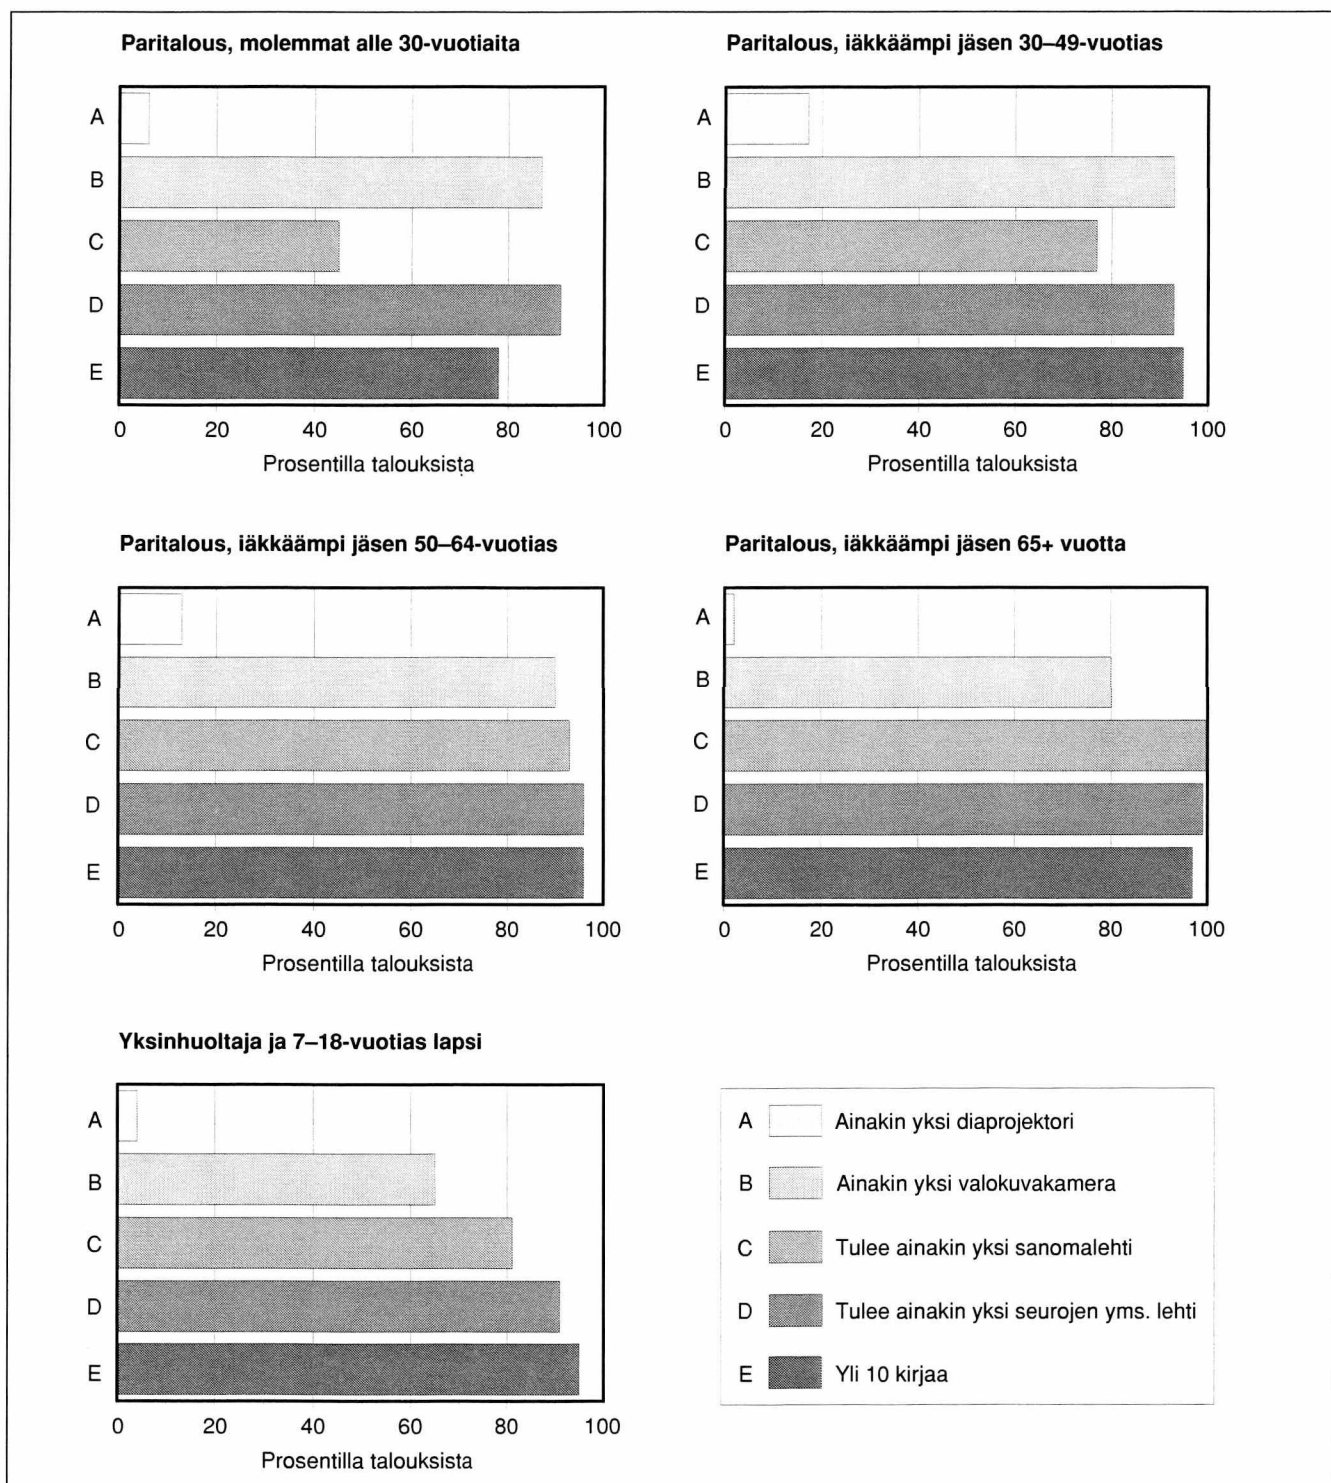 Paritalous, molemmat alle 30-vuotiaita
A
B
C
D
E
0 20 40 60 80 100
Prosentilla talouksista
Paritalous, iäkkäämpi jäsen 30–49-vuotias
A
B
C
D
E
0 20 40 60 80 100
Prosentilla talouksista
Paritalous, iäkkäämpi jäsen 50–64-vuotias
A
B
C
D
E
0 20 40 60 80 100
Prosentilla talouksista
Paritalous, iäkkäämpi jäsen 65+ vuotta
A
B
C
D
E
0 20 40 60 80 100
Prosentilla talouksista
Yksinhuoltaja ja 7–18-vuotias lapsi
A
B
C
D
E
0 20 40 60 80 100
Prosentilla talouksista
A Ainakin yksi diaprojektori
B Ainakin yksi valokuvakamera
C Tulee ainakin yksi sanomalehti
D Tulee ainakin yksi seurojen yms. lehti
E Yli 10 kirjaa